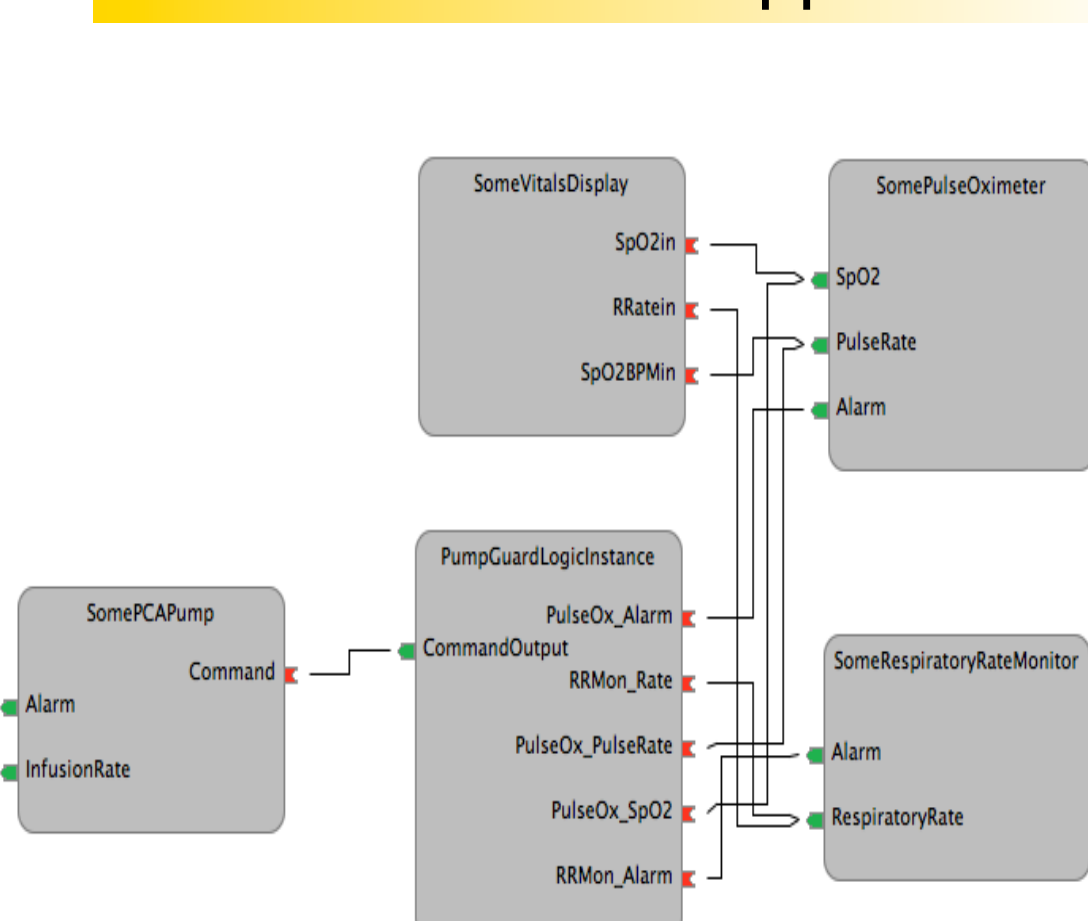 SomeVitalsDisplay
SpO2in
RRatein
SpO2BPMin
SomePulseOximeter
SpO2
PulseRate
Alarm
SomePCAPump
Command
Alarm
InfusionRate
PumpGuardLogicInstance
PulseOx_Alarm
CommandOutput
RRMon_Rate
PulseOx_PulseRate
PulseOx_SpO2
RRMon_Alarm
SomeRespiratoryRateMonitor
Alarm
RespiratoryRate